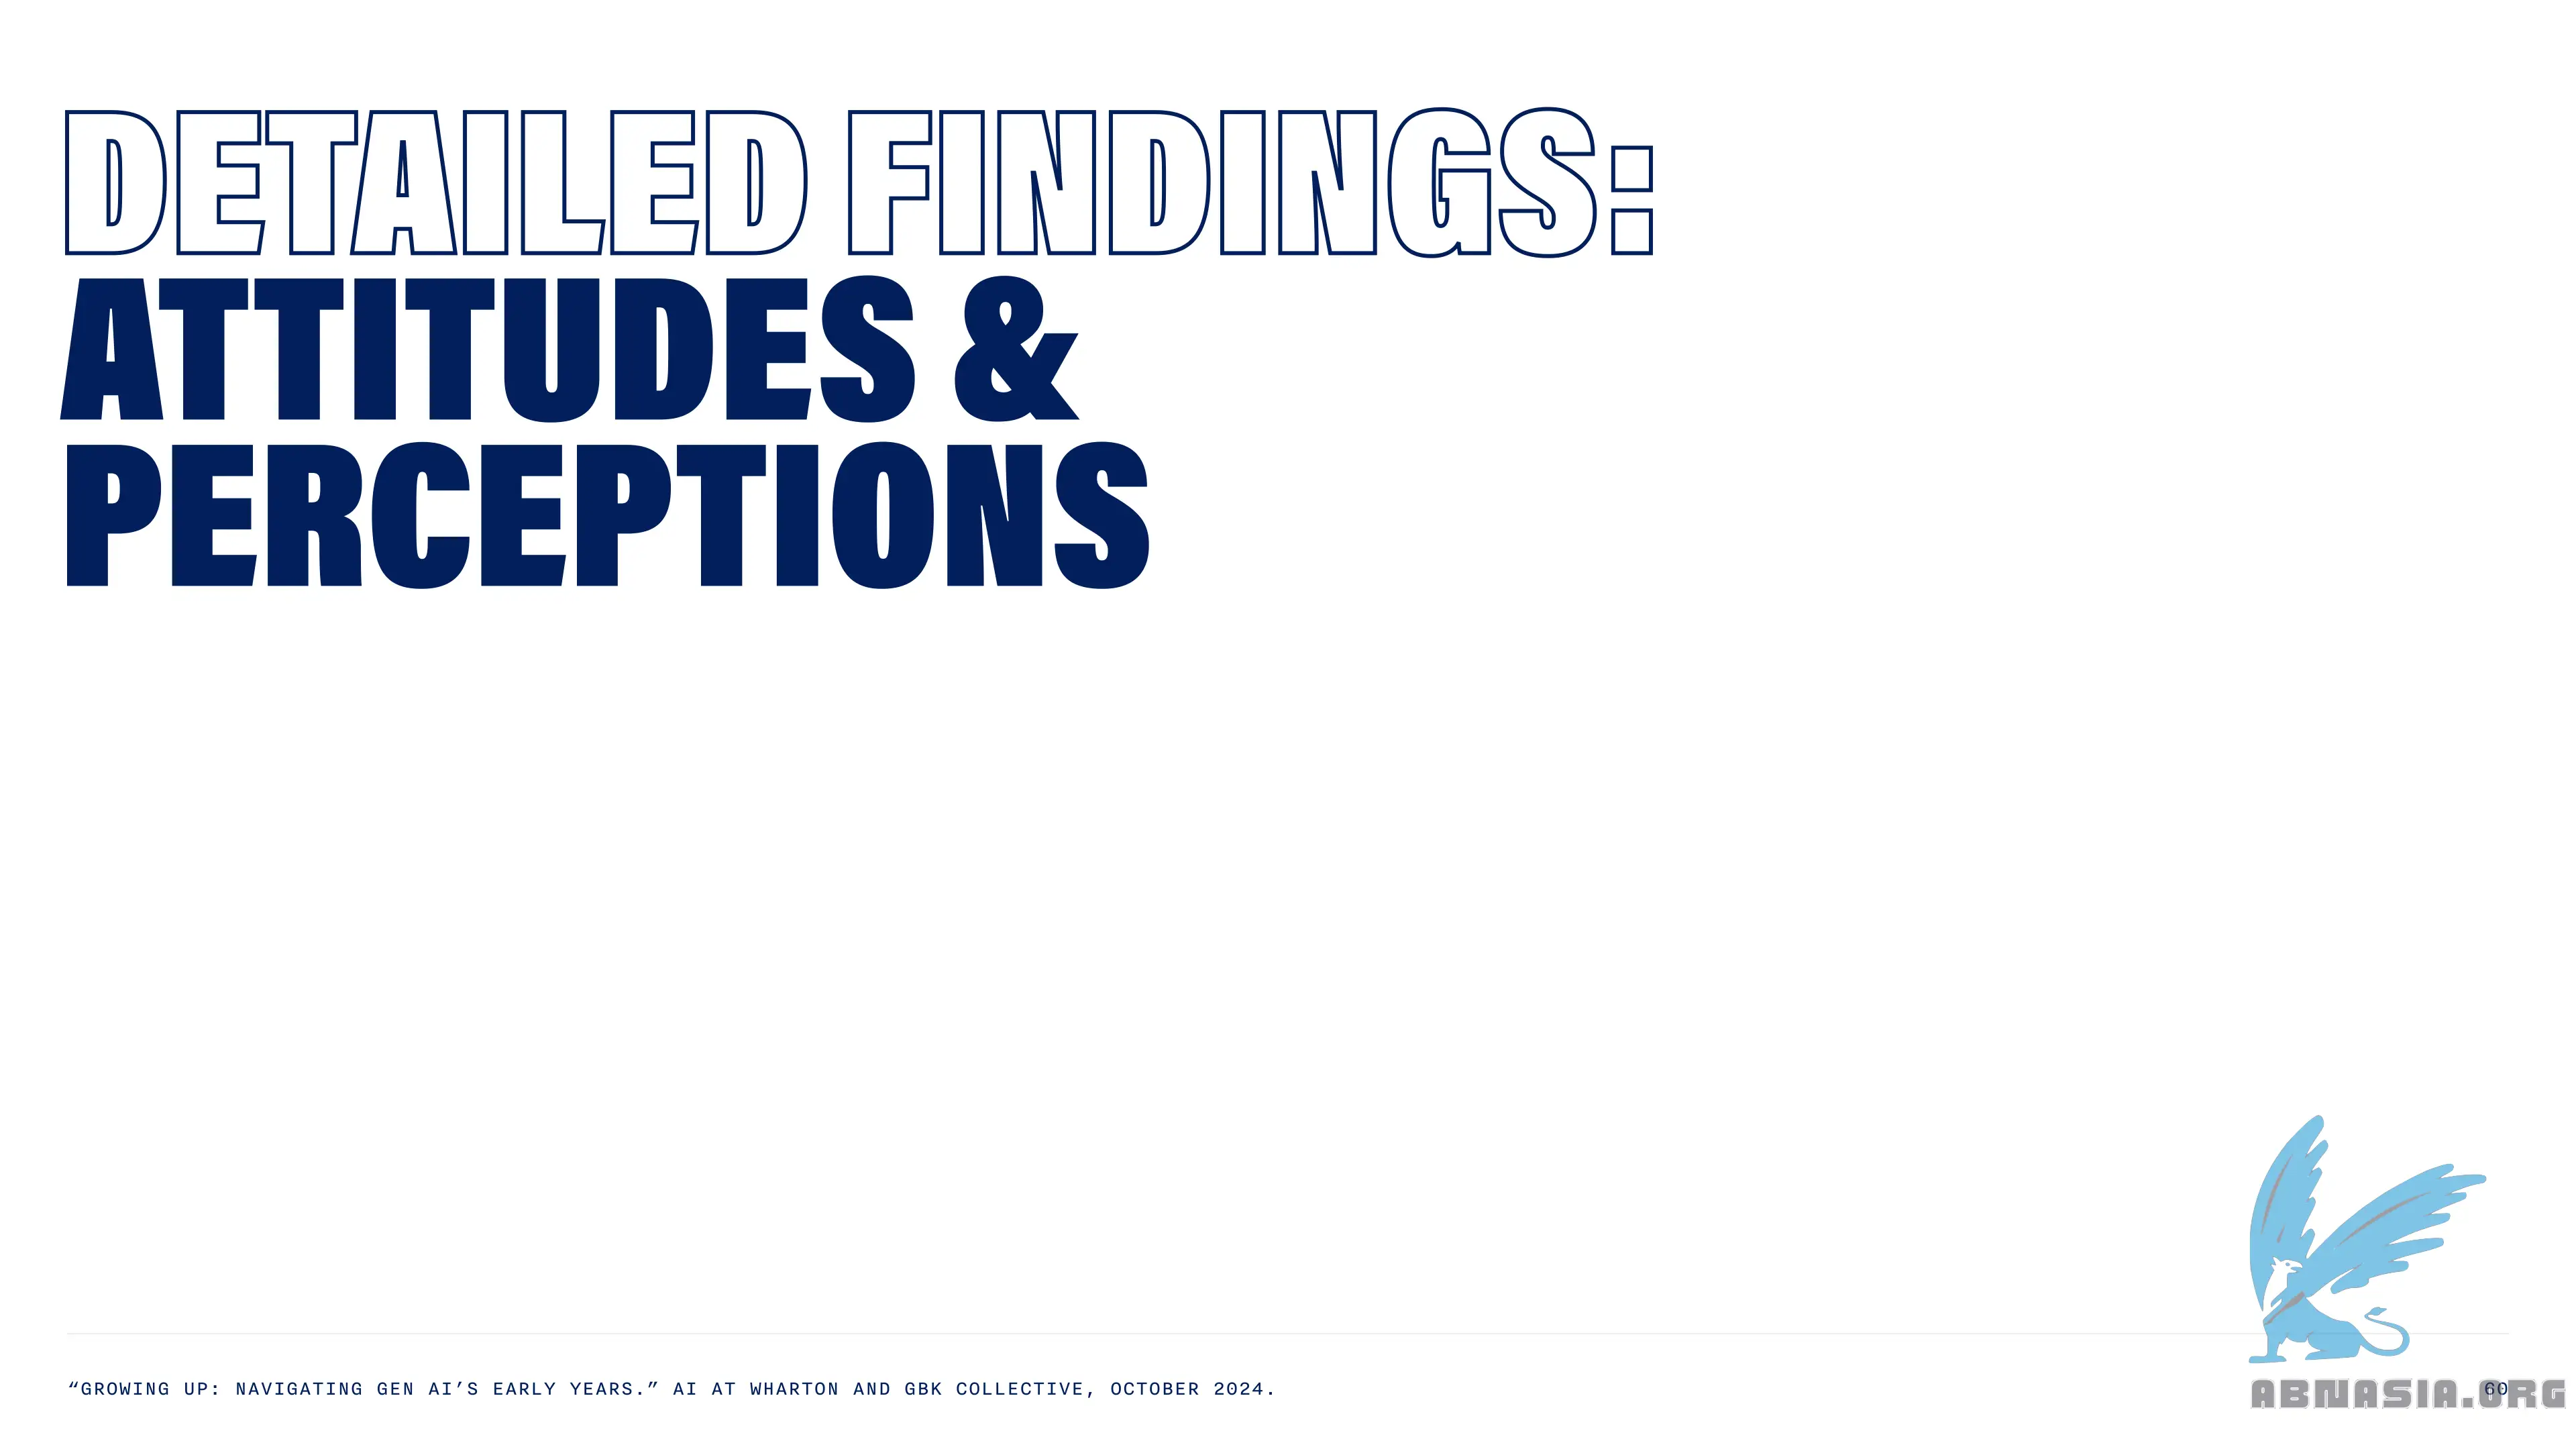 DETAILED FINDINGS:
ATTITUDES &
PERCEPTIONS
“GROWING UP: NAVIGATING GEN AI’S EARLY YEARS.” AI AT WHARTON AND GBK COLLECTIVE, OCTOBER 2024.
60
ABNASIA.ORG